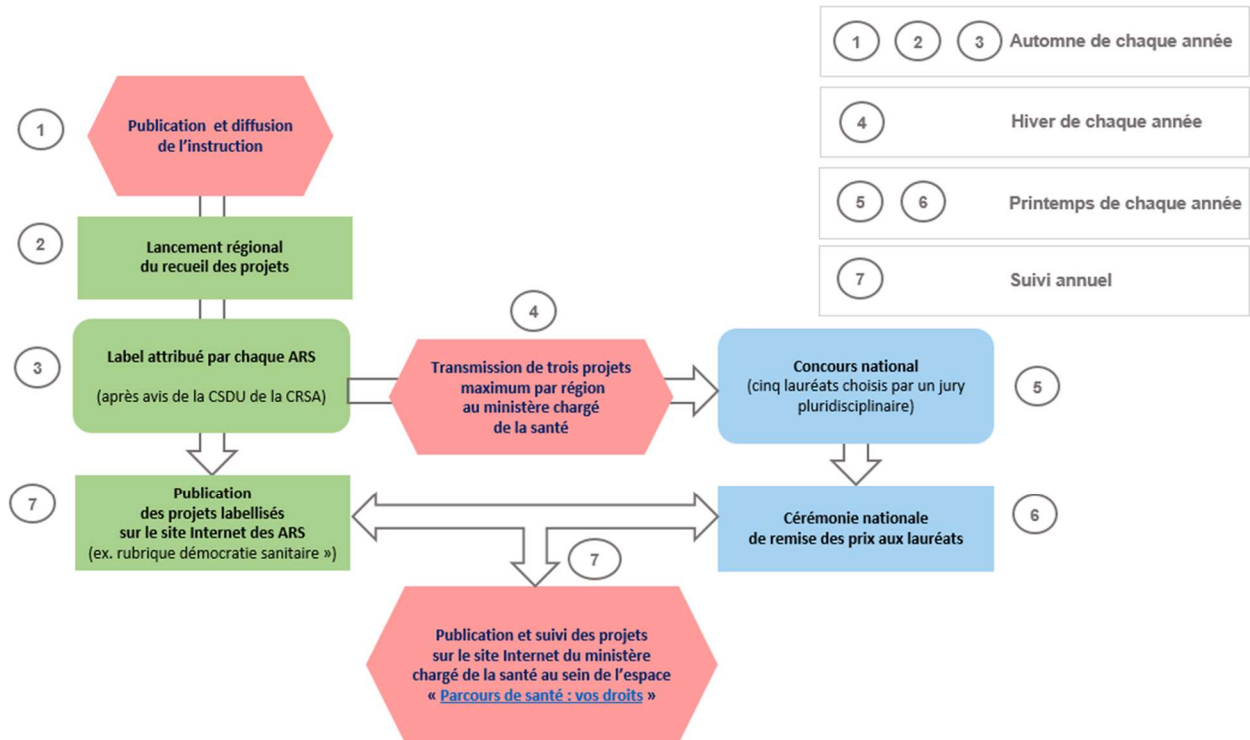 1 2 3 Automne de chaque année
4 Hiver de chaque année
5 6 Printemps de chaque année
7 Suivi annuel
1
Publication et diffusion
de l’instruction
2
Lancement régional
du recueil des projets
3
Label attribué par chaque ARS
(après avis de la CSDU de la CRSA)
4
Transmission de trois projets
maximum par région
au ministère chargé
de la santé
Concours national
(cinq lauréats choisis par un jury
pluridisciplinaire)
5
7
Publication
des projets labellisés
sur le site Internet des ARS
(ex. rubrique démocratie sanitaire »)
Cérémonie nationale
de remise des prix aux lauréats
6
7
Publication et suivi des projets
sur le site Internet du ministère
chargé de la santé au sein de l’espace
« Parcours de santé : vos droits »